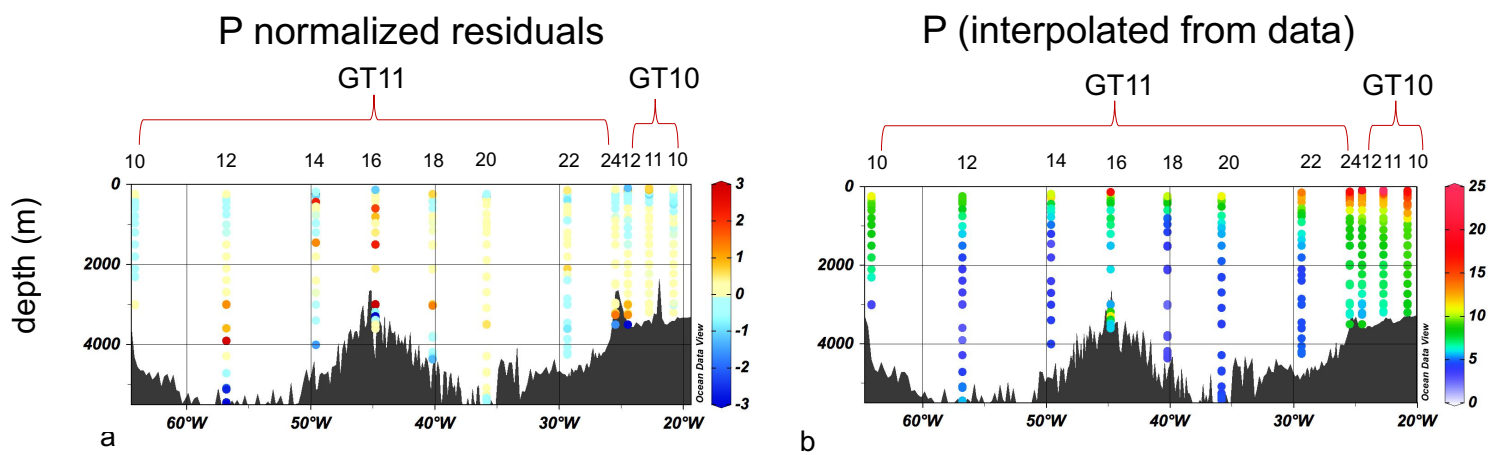 P normalized residuals
GT11
GT10
10 12 14 16 18 20 22 24 12 11 10
depth (m)
0
2000
4000
60°W 50°W 40°W 30°W 20°W
3
2
1
0
-1
-2
-3
Ocean Data View
a
P (interpolated from data)
GT11
GT10
10 12 14 16 18 20 22 24 12 11 10
0
2000
4000
60°W 50°W 40°W 30°W 20°W
25
20
15
10
5
0
Ocean Data View
b